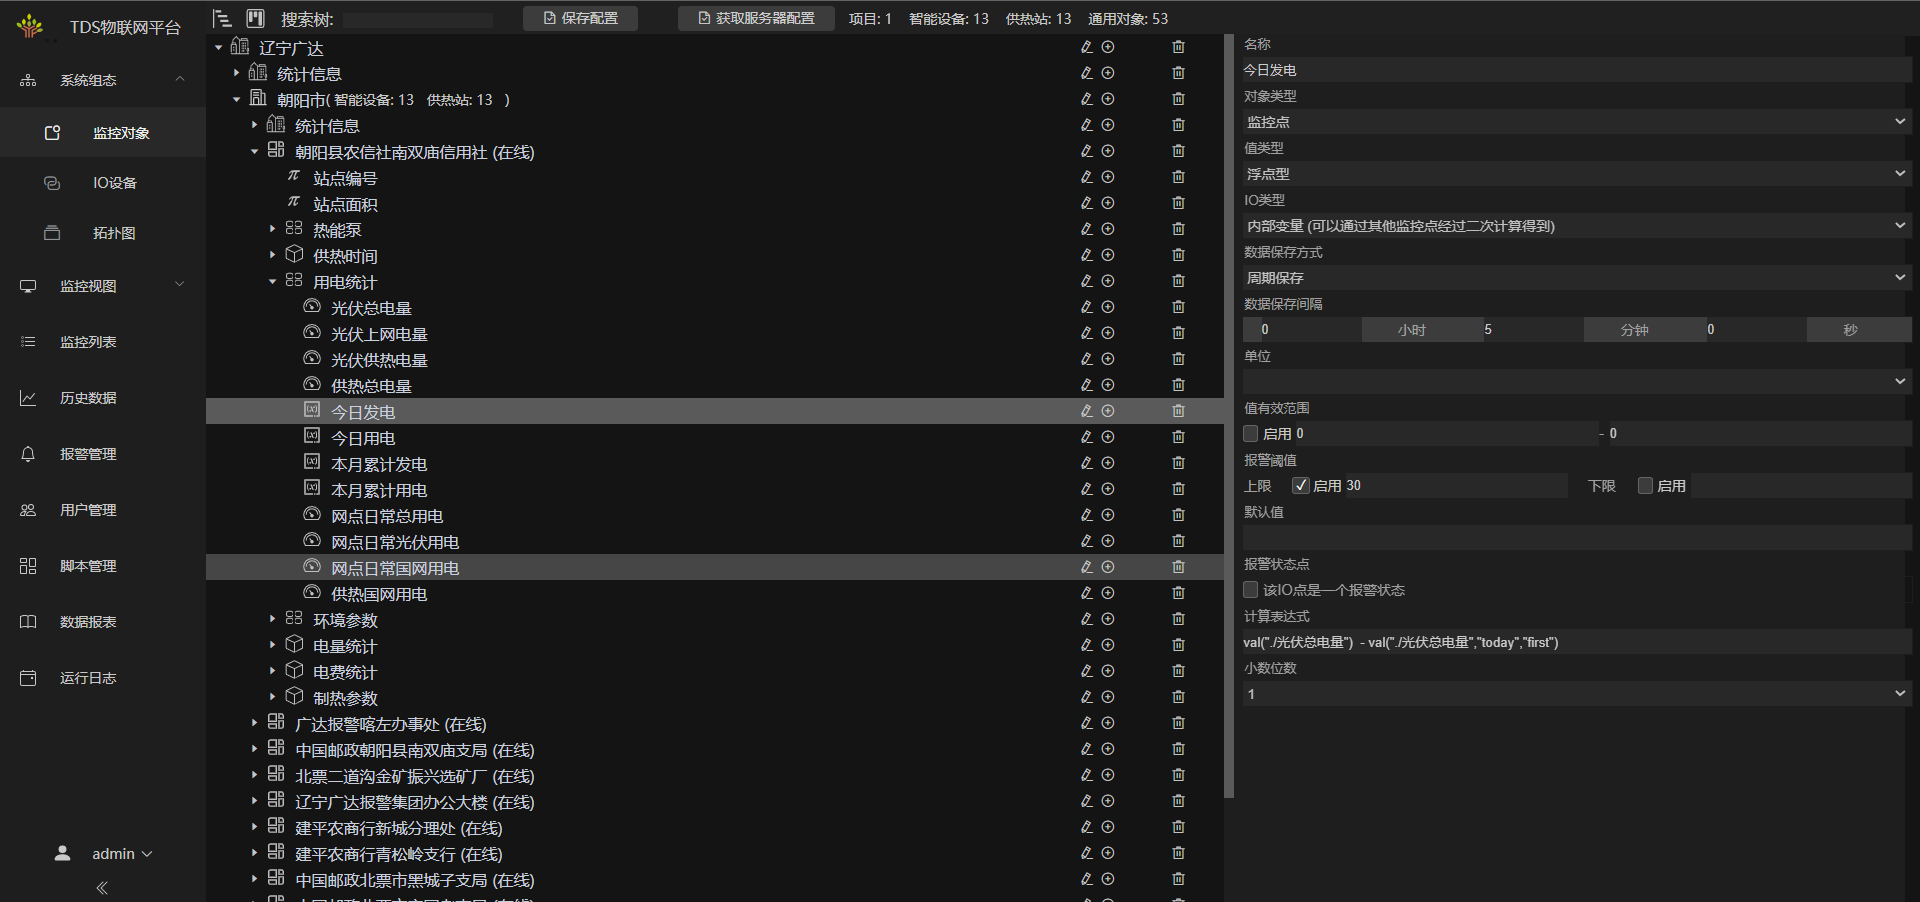 TDS物联网平台
系统组态
监控对象
IO设备
拓扑图
监控视图
监控列表
历史数据
报警管理
用户管理
脚本管理
数据报表
运行日志
admin
搜索树:
保存配置
获取服务器配置
项目: 1 智能设备: 13 供热站: 13 通用对象: 53
辽宁广达
统计信息
朝阳市( 智能设备: 13 供热站: 13 )
统计信息
朝阳县农信社南双庙信用社 (在线)
π 站点编号
π 站点面积
热能泵
供热时间
用电统计
光伏总电量
光伏上网电量
光伏供热电量
供热总电量
(x) 今日发电
(x) 今日用电
(x) 本月累计发电
(x) 本月累计用电
网点日常总用电
网点日常光伏用电
网点日常国网用电
供热国网用电
环境参数
电量统计
电费统计
制热参数
广达报警喀左办事处 (在线)
中国邮政朝阳县南双庙支局 (在线)
北票二道沟金矿振兴选矿厂 (在线)
辽宁广达报警集团办公大楼 (在线)
建平农商行新城分理处 (在线)
建平农商行青松岭支行 (在线)
中国邮政北票市黑城子支局 (在线)
名称
今日发电
对象类型
监控点
值类型
浮点型
IO类型
内部变量 (可以通过其他监控点经过二次计算得到)
数据保存方式
周期保存
数据保存间隔
0 小时 5 分钟 0 秒
单位
值有效范围
启用 0 - 0
报警阈值
上限 启用 30 下限 启用
默认值
报警状态点
该IO点是一个报警状态
计算表达式
val("./光伏总电量") - val("./光伏总电量","today","first")
小数位数
1